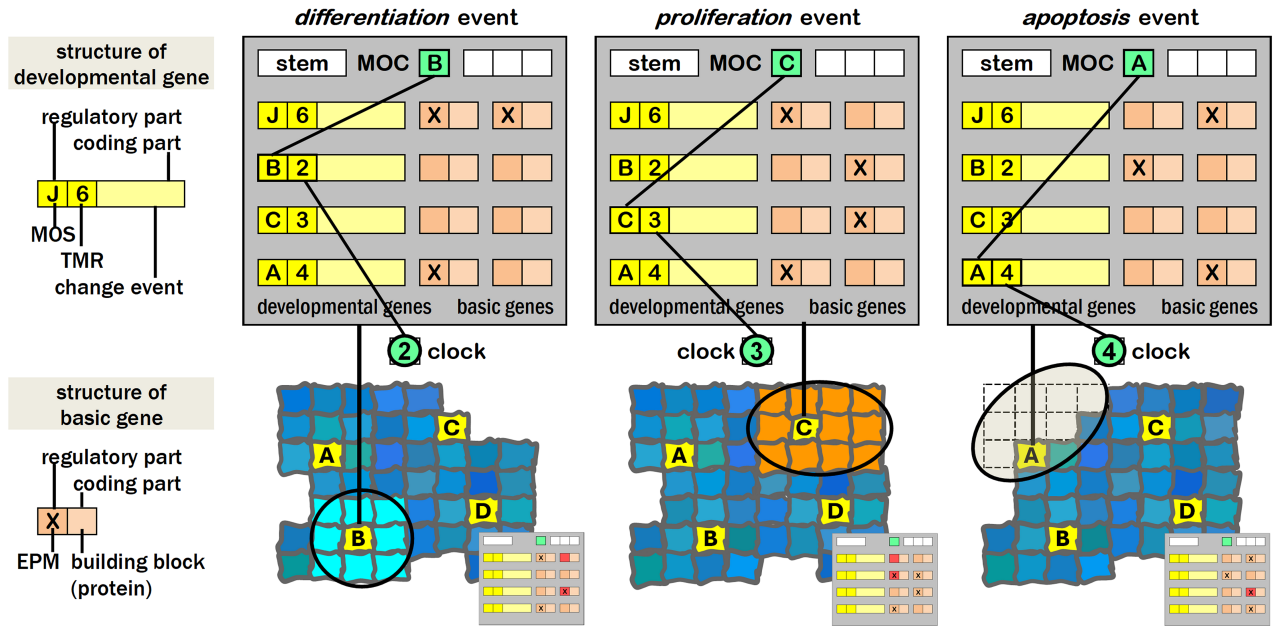 differentiation event
proliferation event
apoptosis event
structure of
developmental gene
regulatory part
coding part
J 6
MOS
TMR
change event
structure of
basic gene
regulatory part
coding part
X
EPM building block
(protein)
stem MOC B
J 6 X X
B 2
C 3
A 4 X
developmental genes basic genes
2 clock
A
C
D
B
X
X
X
stem MOC C
J 6 X
B 2 X
C 3 X
A 4 X
developmental genes basic genes
clock 3
C
A
D
B
X
X X
X
X
stem MOC A
J 6 X
B 2 X
C 3
A 4 X
developmental genes basic genes
4 clock
C
A
D
B
X
X
X
X